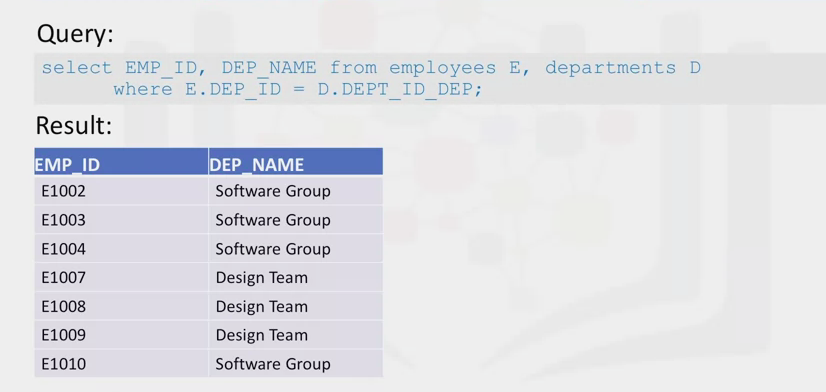 Query:
select EMP_ID, DEP_NAME from employees E, departments D
where E.DEP_ID = D.DEPT_ID_DEP;
Result:
EMP_ID DEP_NAME
E1002 Software Group
E1003 Software Group
E1004 Software Group
E1007 Design Team
E1008 Design Team
E1009 Design Team
E1010 Software Group